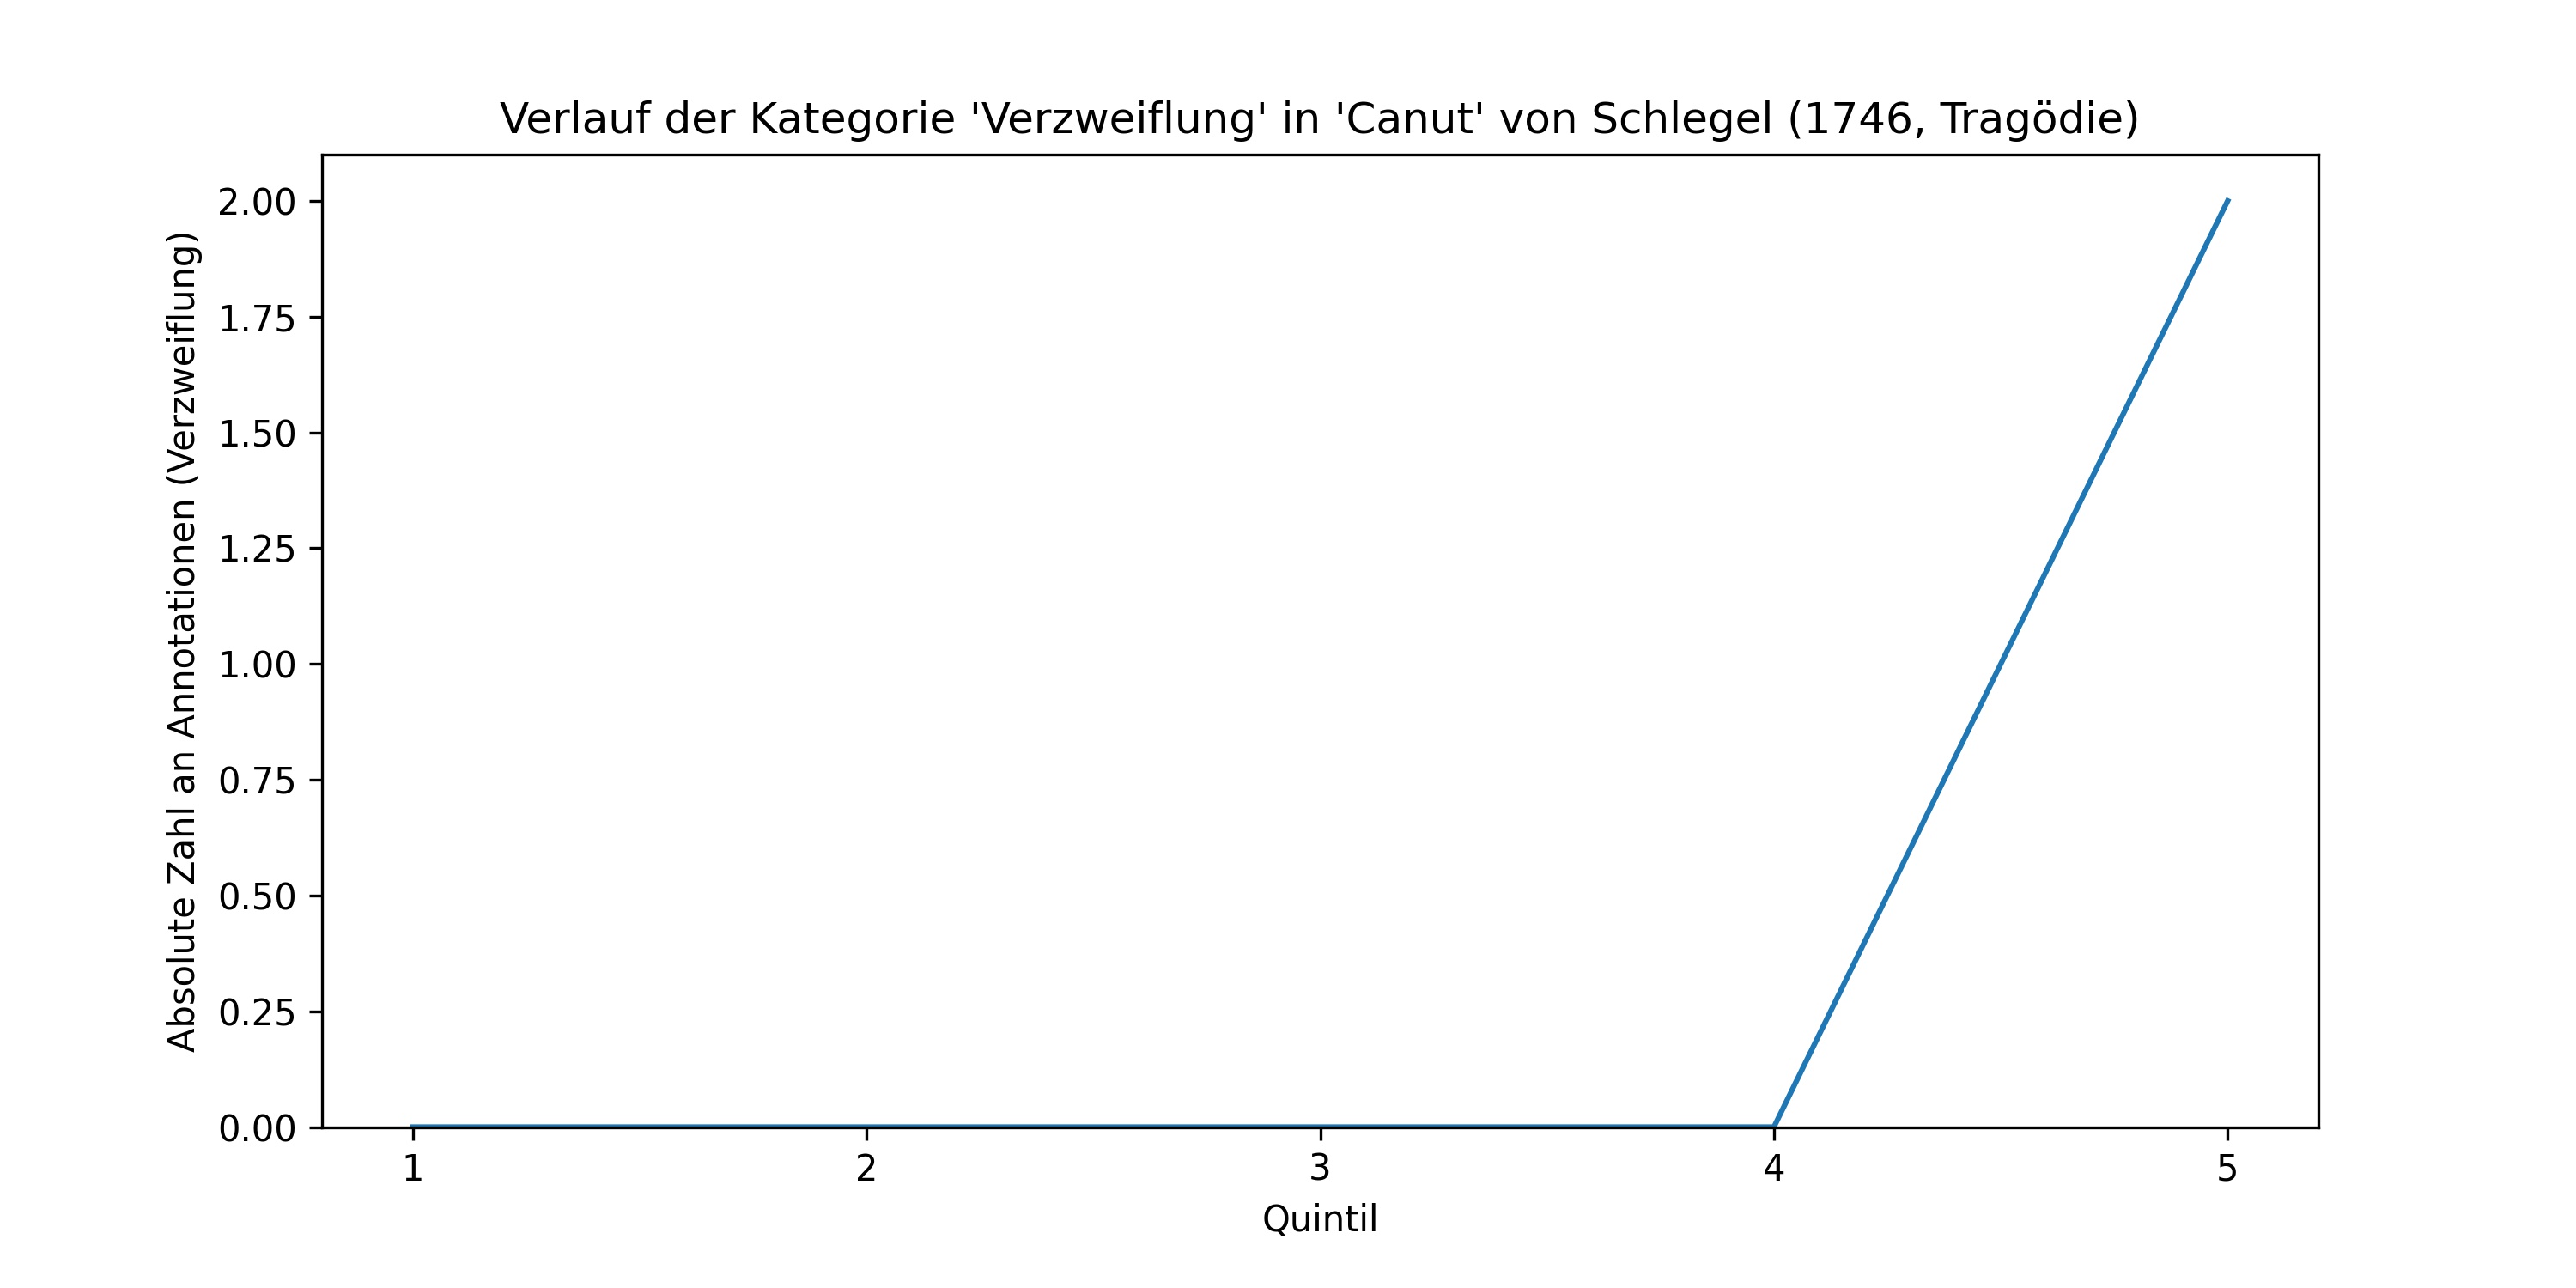 Verlauf der Kategorie 'Verzweiflung' in 'Canut' von Schlegel (1746, Tragödie)
Absolute Zahl an Annotationen (Verzweiflung)
2.00
1.75
1.50
1.25
1.00
0.75
0.50
0.25
0.00
1 2 3 4 5
Quintil